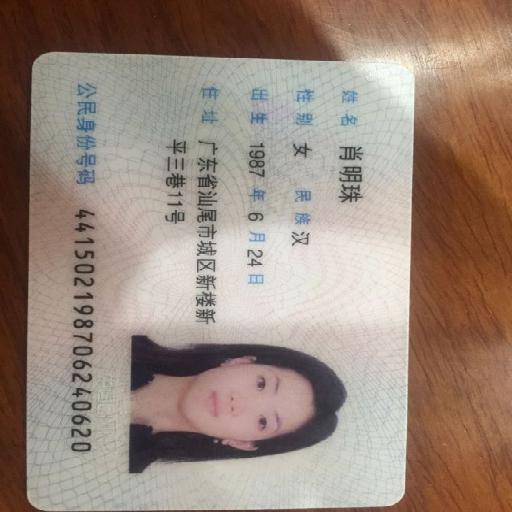 姓名 肖明珠
性别 女 民族 汉
出生 1987 年 6 月 24 日
住址 广东省汕尾市城区新楼新
平三巷11号
公民身份号码 441502198706240620